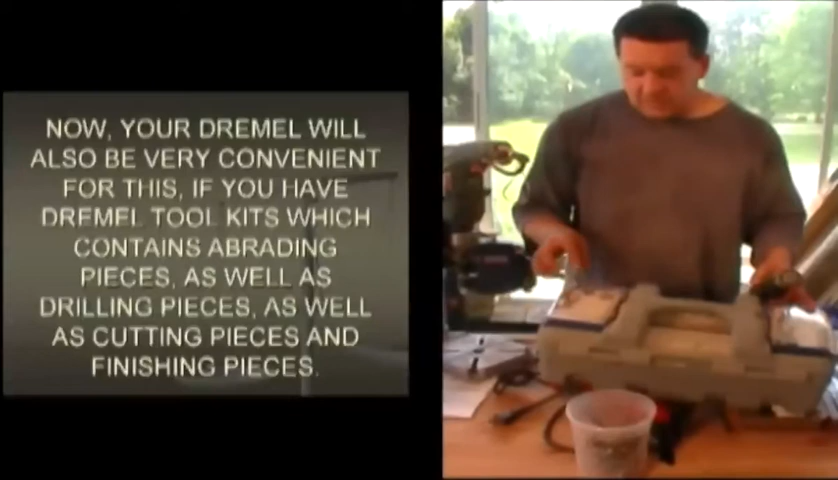 NOW, YOUR DREMEL WILL
ALSO BE VERY CONVENIENT
FOR THIS, IF YOU HAVE
DREMEL TOOL KITS WHICH
CONTAINS ABRADING
PIECES, AS WELL AS
DRILLING PIECES, AS WELL
AS CUTTING PIECES AND
FINISHING PIECES.